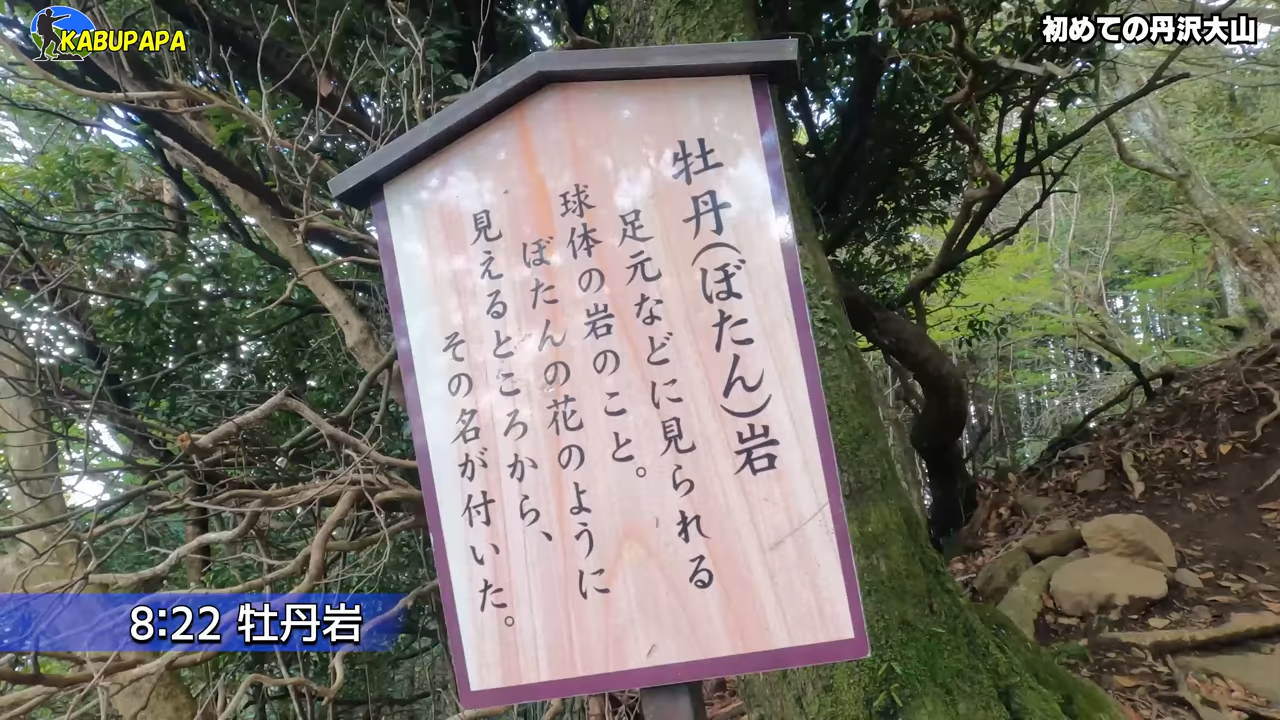 KABUPAPA
初めての丹沢大山
牡丹(ぼたん)岩
足元などに見られる
球体の岩のこと。
ぼたんの花のように
見えるところから、
その名が付いた。
8:22 牡丹岩